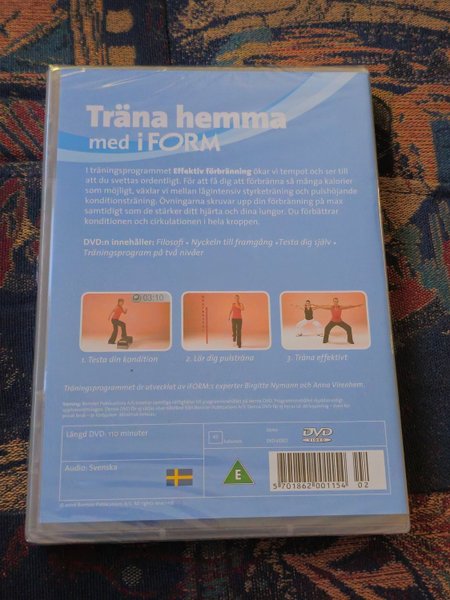 Träna hemma
med iFORM
I träningsprogrammet Effektiv förbränning ökar vi tempot och ser till
att du svettas ordentligt. För att få dig att förbränna så många kalorier
som möjligt, växlar vi mellan lågintensiv styrketräning och pulshöjande
konditionsträning. Övningarna skruvar upp din förbränning på max
samtidigt som de stärker ditt hjärta och dina lungor. Du förbättrar
konditionen och cirkulationen i hela kroppen.
DVD:n innehåller: Filosofi • Nyckeln till framgång • Testa dig själv •
Träningsprogram på två nivåer
03:10
1. Testa din kondition
2. Lär dig pulsträna
3. Träna effektivt
Träningsprogrammet är utvecklat av iFORM:s experter Birgitte Nymann och Anna
Längd DVD: 110 minuter
Audio: Svenska
DVD
VIDEO
E
5 701862 001154 02